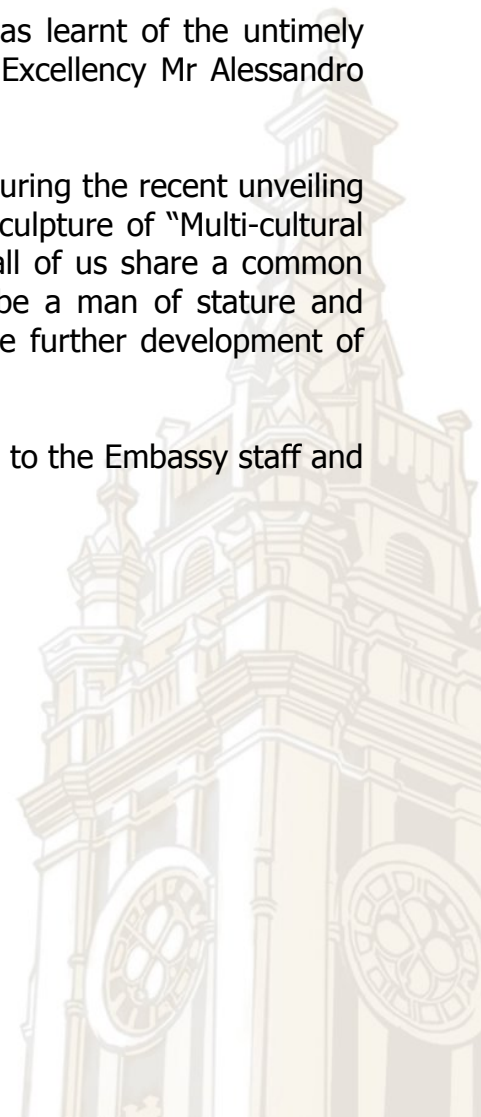 as learnt of the untimely
Excellency Mr Alessandro
uring the recent unveiling
culpture of “Multi-cultural
all of us share a common
be a man of stature and
e further development of
to the Embassy staff and